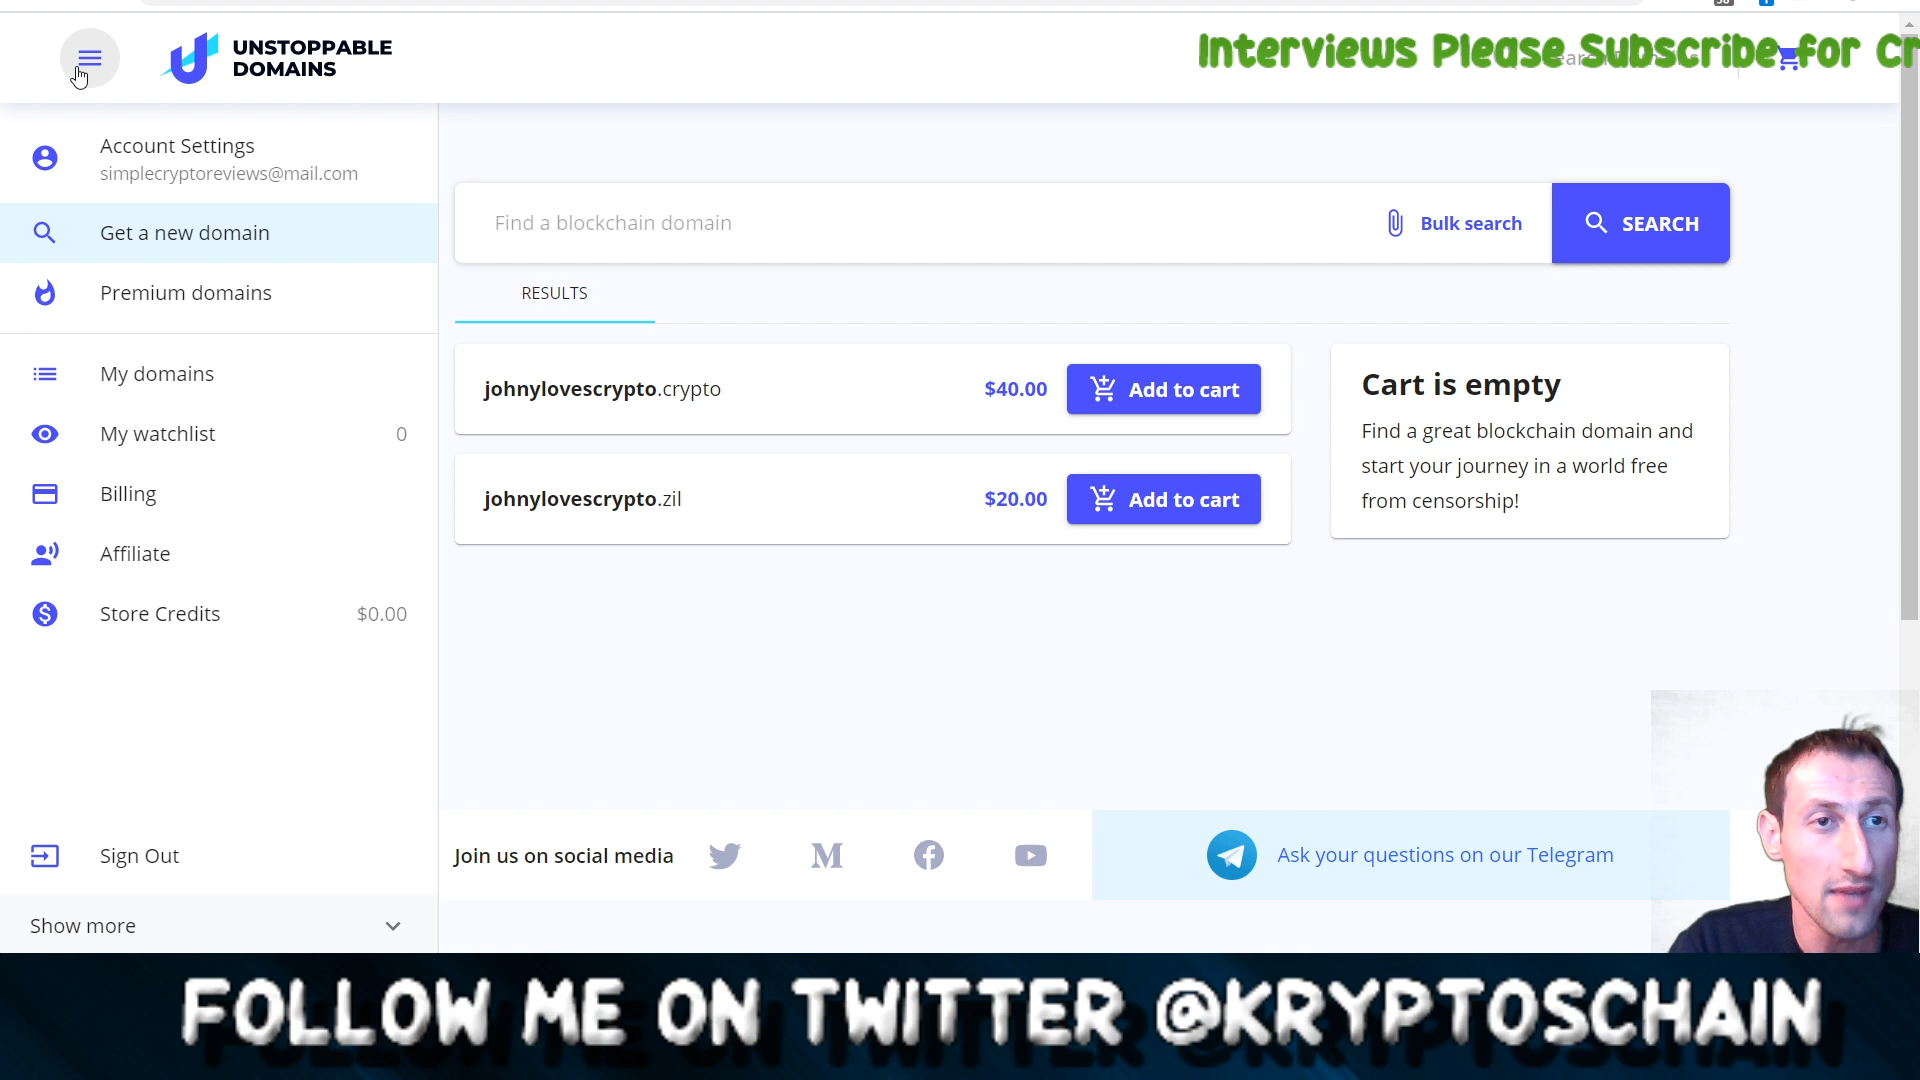 UNSTOPPABLE
DOMAINS
Interviews Please Subscribe for Cr
Account Settings
simplecryptoreviews@mail.com
Get a new domain
Premium domains
My domains
My watchlist 0
Billing
Affiliate
Store Credits $0.00
Sign Out
Show more
Find a blockchain domain
Bulk search
SEARCH
RESULTS
johnylovescrypto.crypto $40.00 Add to cart
johnylovescrypto.zil $20.00 Add to cart
Cart is empty
Find a great blockchain domain and
start your journey in a world free
from censorship!
Join us on social media
Ask your questions on our Telegram
FOLLOW ME ON TWITTER @KRYPTOSCHAIN